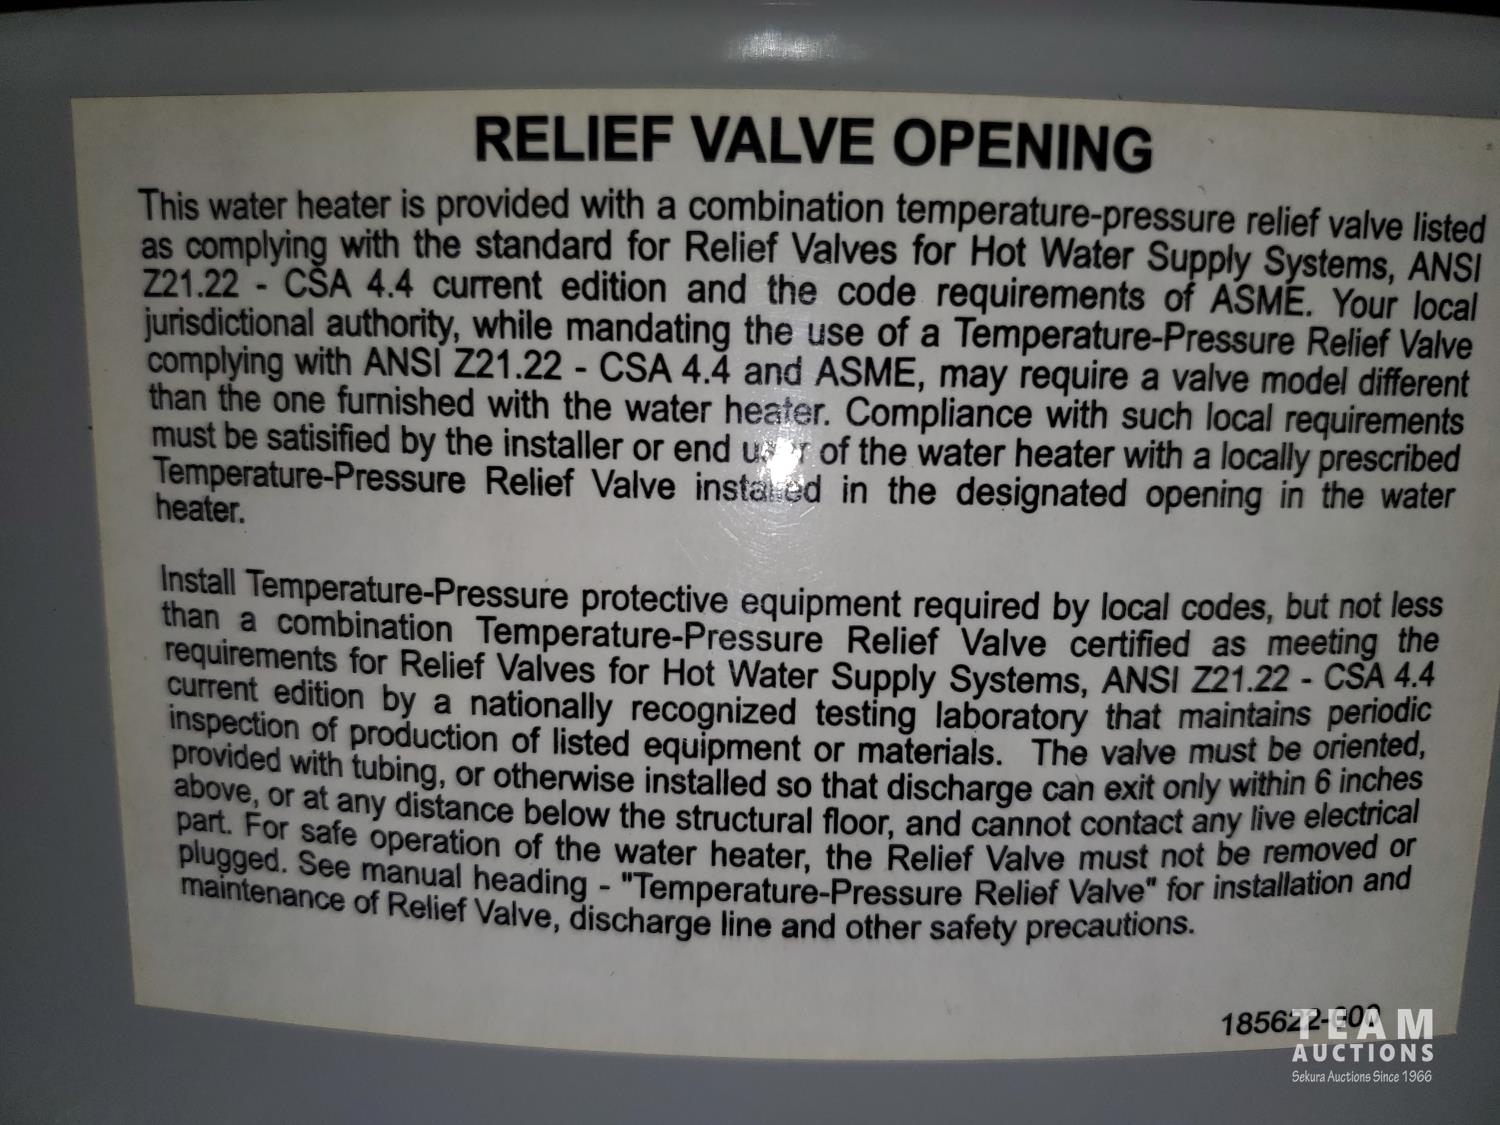 RELIEF VALVE OPENING
This water heater is provided with a combination temperature-pressure relief valve listed
as complying with the standard for Relief Valves for Hot Water Supply Systems, ANSI
Z21.22 - CSA 4.4 current edition and the code requirements of ASME. Your local
jurisdictional authority, while mandating the use of a Temperature-Pressure Relief Valve
complying with ANSI Z21.22 - CSA 4.4 and ASME, may require a valve model different
than the one furnished with the water heater. Compliance with such local requirements
must be satisified by the installer or end user of the water heater with a locally prescribed
Temperature-Pressure Relief Valve installed in the designated opening in the water
heater.
Install Temperature-Pressure protective equipment required by local codes, but not less
than a combination Temperature-Pressure Relief Valve certified as meeting the
requirements for Relief Valves for Hot Water Supply Systems, ANSI Z21.22 - CSA 4.4
current edition by a nationally recognized testing laboratory that maintains periodic
inspection of production of listed equipment or materials. The valve must be oriented,
provided with tubing, or otherwise installed so that discharge can exit only within 6 inches
above, or at any distance below the structural floor, and cannot contact any live electrical
part. For safe operation of the water heater, the Relief Valve must not be removed or
plugged. See manual heading - "Temperature-Pressure Relief Valve" for installation and
maintenance of Relief Valve, discharge line and other safety precautions.
185622-000
TEAM
AUCTIONS
Sekura Auctions Since 1966